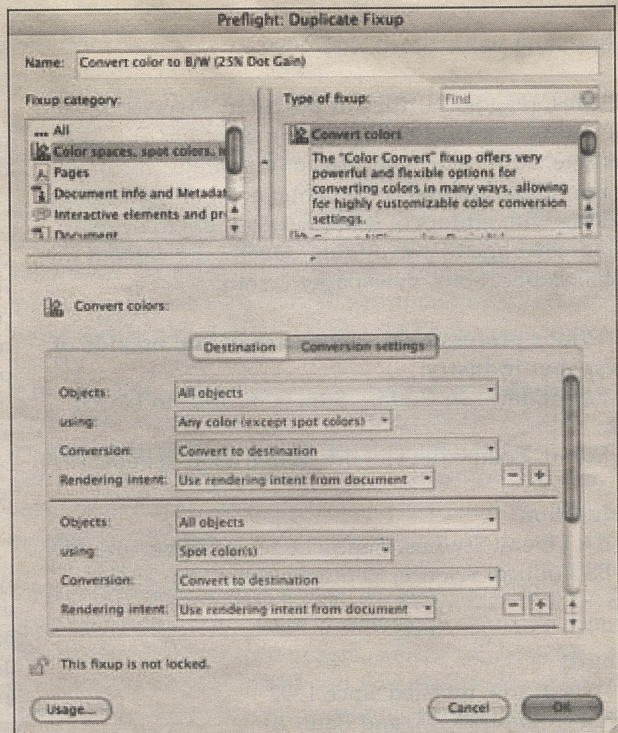 Preflight: Duplicate Fixup
Name: Convert color to B/W (25% Dot Gain)
Fixup category:
... All
Color spaces, spot colors,
Pages
Document info and Metadat
Interactive elements and pr
Document
Type of fixup:
Find
Convert colors
The "Color Convert" fixup offers very
powerful and flexible options for
converting colors in many ways, allowing
for highly customizable color conversion
settings.
Convert colors:
Destination Conversion settings
Objects: All objects
using: Any color (except spot colors)
Conversion: Convert to destination
Rendering intent: Use rendering intent from document
Objects: All objects
using: Spot color(s)
Conversion: Convert to destination
Rendering intent: Use rendering intent from document
This fixup is not locked.
Usage... Cancel OK